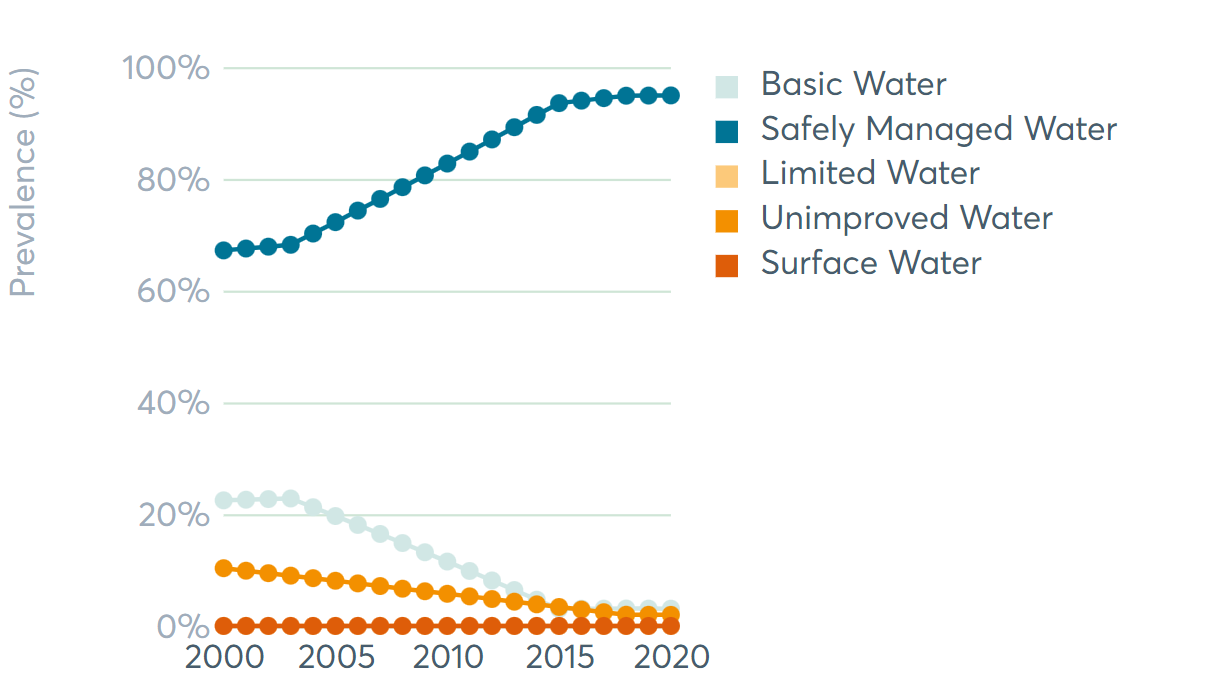 Prevalence (%)
100%
80%
60%
40%
20%
0%
2000 2005 2010 2015 2020
Basic Water
Safely Managed Water
Limited Water
Unimproved Water
Surface Water